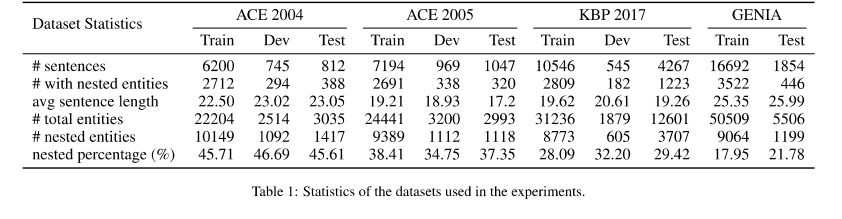 Dataset Statistics ACE 2004 ACE 2005 KBP 2017 GENIA
Train Dev Test Train Dev Test Train Dev Test Train Test
# sentences 6200 745 812 7194 969 1047 10546 545 4267 16692 1854
# with nested entities 2712 294 388 2691 338 320 2809 182 1223 3522 446
avg sentence length 22.50 23.02 23.05 19.21 18.93 17.2 19.62 20.61 19.26 25.35 25.99
# total entities 22204 2514 3035 24441 3200 2993 31236 1879 12601 50509 5506
# nested entities 10149 1092 1417 9389 1112 1118 8773 605 3707 9064 1199
nested percentage (%) 45.71 46.69 45.61 38.41 34.75 37.35 28.09 32.20 29.42 17.95 21.78
Table 1: Statistics of the datasets used in the experiments.